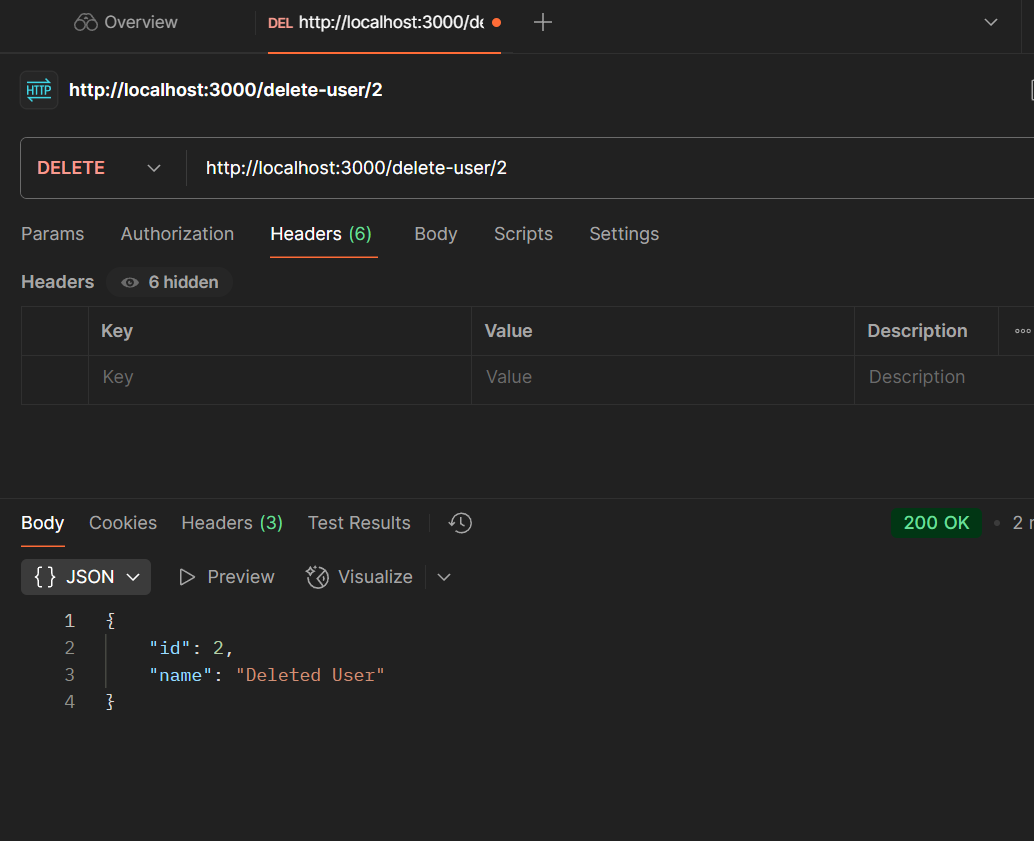 Overview
DEL http://localhost:3000/de
HTTP http://localhost:3000/delete-user/2
DELETE http://localhost:3000/delete-user/2
Params Authorization Headers (6) Body Scripts Settings
Headers 6 hidden
Key Value Description
Key Value Description
Body Cookies Headers (3) Test Results 200 OK • 2
{ } JSON Preview Visualize
1 {
2 "id": 2,
3 "name": "Deleted User"
4 }